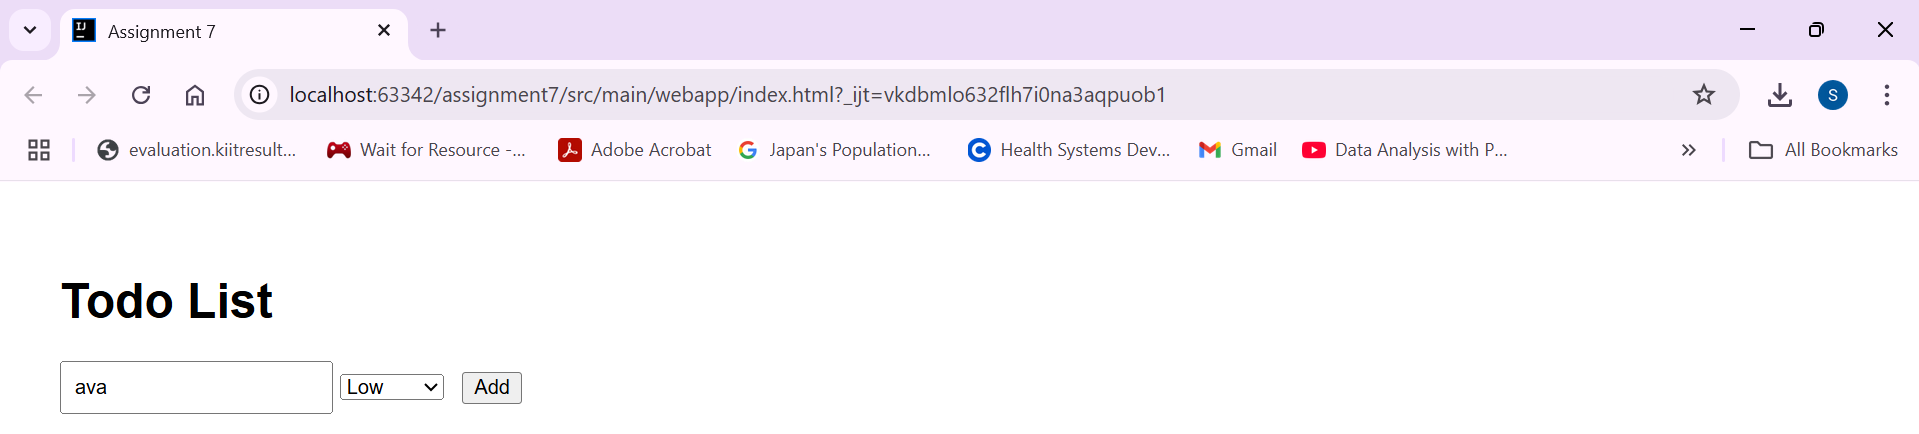 Assignment 7
localhost:63342/assignment7/src/main/webapp/index.html?_ijt=vkdbmlo632flh7i0na3aqpuob1
S
evaluation.kiitresult... Wait for Resource -... Adobe Acrobat Japan's Population... Health Systems Dev... Gmail Data Analysis with P... All Bookmarks
Todo List
ava Low Add